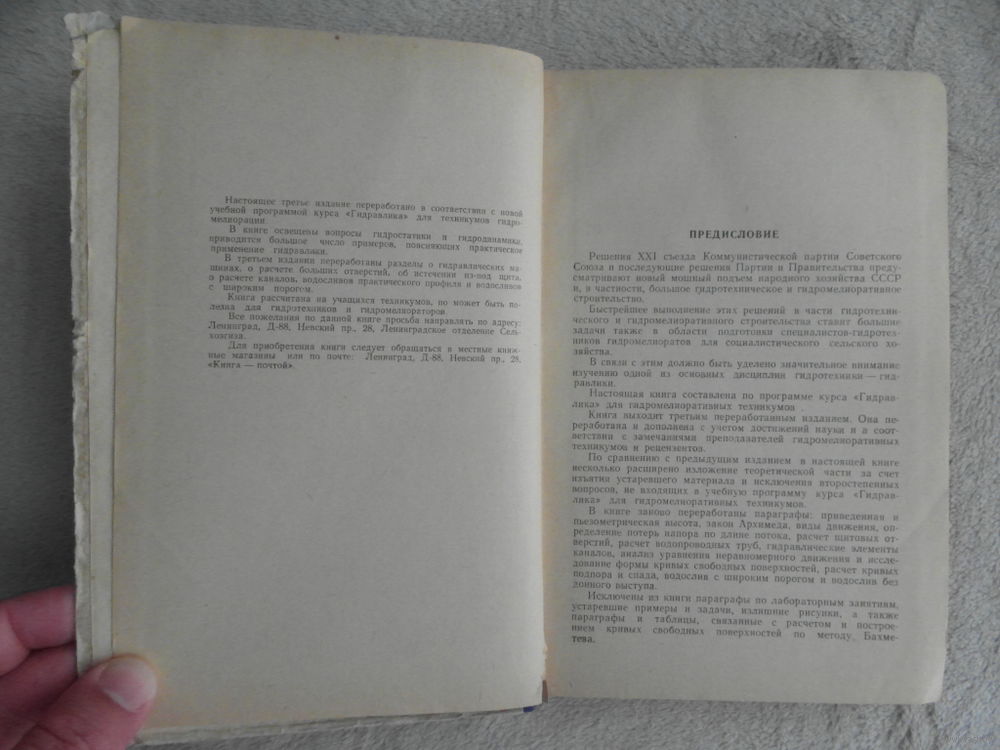 Настоящее третье издание переработано в соответствии с новой
учебной программой курса «Гидравлика» для техникумов гидро-
мелиорации.
В книге освещены вопросы гидростатики и гидродинамики,
приводится большое число примеров, поясняющих практическое
применение гидравлики.
В третьем издании переработаны разделы о гидравлических ма-
шинах, о расчете больших отверстий, об истечении из-под щита,
о расчете каналов, водосливов практического профиля и водосливов
с широким порогом.
Книга рассчитана на учащихся техникумов, но может быть по-
лезна для гидротехников и гидромелиораторов.
Все пожелания по данной книге просьба направлять по адресу:
Ленинград, Д-88, Невский пр., 28, Ленинградское отделение Сель-
хозгиза.
Для приобретения книги следует обращаться в местные книж-
ные магазины или по почте: Ленинград, Д-88, Невский пр., 28,
«Книга — почтой».
ПРЕДИСЛОВИЕ
Решения XXI съезда Коммунистической партии Советского
Союза и последующие решения Партии и Правительства преду-
сматривают новый мощный подъем народного хозяйства СССР
и, в частности, большое гидротехническое и гидромелиоративное
строительство.
Быстрейшее выполнение этих решений в части гидротехни-
ческого и гидромелиоративного строительства ставит большие
задачи также в области подготовки специалистов-гидротех-
ников гидромелиораторов для социалистического сельского хо-
зяйства.
В связи с этим должно быть уделено значительное внимание
изучению одной из основных дисциплин гидротехники — гид-
равлики.
Настоящая книга составлена по программе курса «Гидрав-
лика» для гидромелиоративных техникумов .
Книга выходит третьим переработанным изданием. Она пе-
реработана и дополнена с учетом достижений науки и в соот-
ветствии с замечаниями преподавателей гидромелиоративных
техникумов и рецензентов.
По сравнению с предыдущим изданием в настоящей книге
несколько расширено изложение теоретической части за счет
изъятия устаревшего материала и исключения второстепенных
вопросов, не входящих в учебную программу курса «Гидрав-
лика» для гидромелиоративных техникумов.
В книге заново переработаны параграфы: приведенная и
пьезометрическая высота, закон Архимеда, виды движения, оп-
ределение потерь напора по длине потока, расчет щитовых от-
верстий, расчет водопроводных труб, гидравлические элементы
каналов, анализ уравнения неравномерного движения и иссле-
дование формы кривых свободных поверхностей, расчет кривых
подпора и спада, водослив с широким порогом и водослив без
донного выступа.
Исключены из книги параграфы по лабораторным занятиям,
устаревшие примеры и задачи, излишние рисунки, а также
параграфы и таблицы, связанные с расчетом и построе-
нием кривых свободных поверхностей по методу Бахме-
тева.